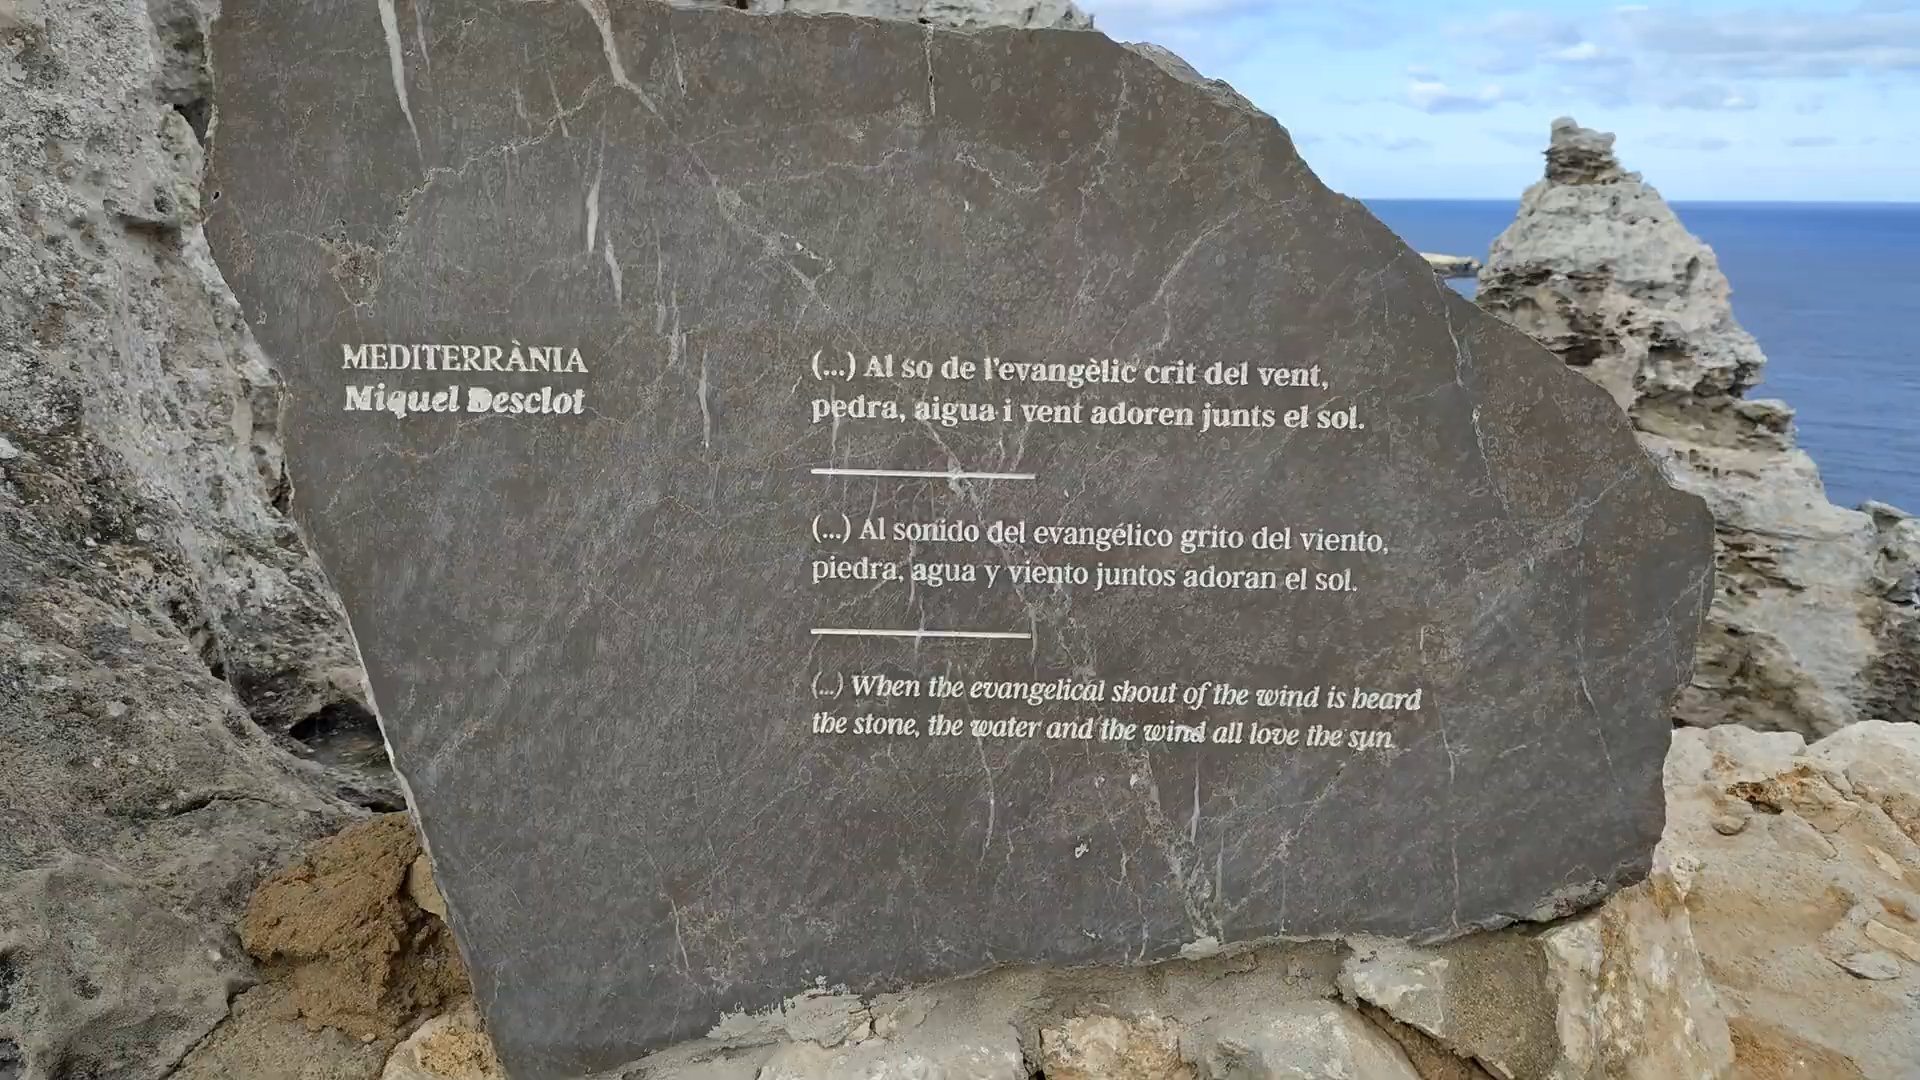 MEDITERRÀNIA
Miquel Desclot
(...) Al so de l'evangèlic crit del vent,
pedra, aigua i vent adoren junts el sol.
(...) Al sonido del evangélico grito del viento,
piedra, agua y viento juntos adoran el sol.
(...) When the evangelical shout of the wind is heard
the stone, the water and the wind all love the sun.